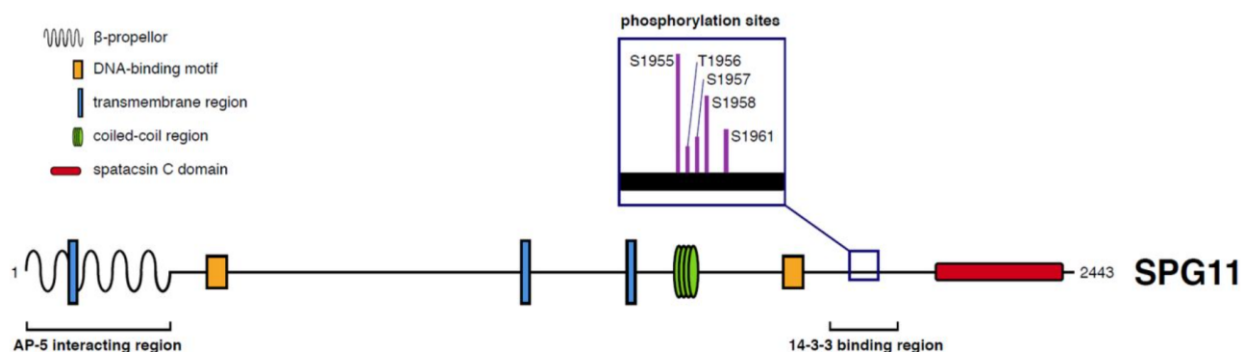 phosphorylation sites
β-propellor
DNA-binding motif
transmembrane region
coiled-coil region
spatacsin C domain
S1955
T1956
S1957
S1958
S1961
1
2443
SPG11
AP-5 interacting region
14-3-3 binding region